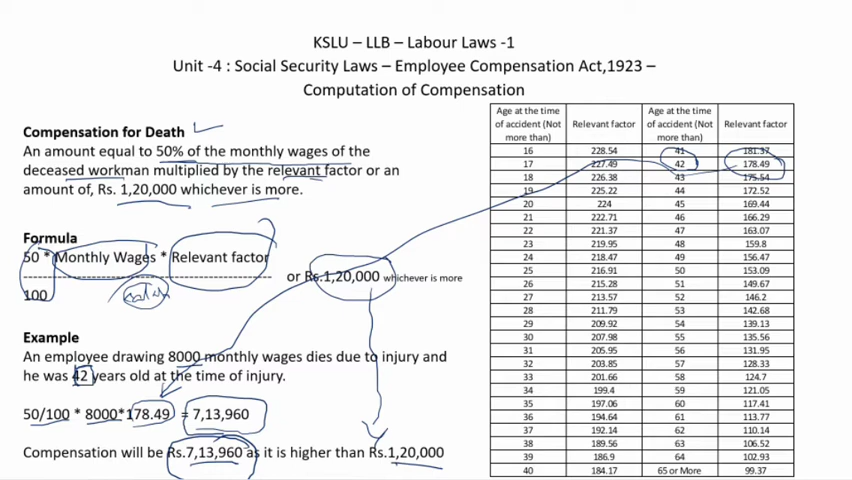 KSLU – LLB – Labour Laws -1
Unit -4 : Social Security Laws – Employee Compensation Act,1923 –
Computation of Compensation
Compensation for Death
An amount equal to 50% of the monthly wages of the
deceased workman multiplied by the relevant factor or an
amount of, Rs. 1,20,000 whichever is more.
Formula
50 * Monthly Wages * Relevant factor
or Rs.1,20,000 whichever is more
100
Example
An employee drawing 8000 monthly wages dies due to injury and
he was 42 years old at the time of injury.
50/100 * 8000*178.49 = 7,13,960
Compensation will be Rs.7,13,960 as it is higher than Rs.1,20,000
Age at the time of accident (Not more than) Relevant factor Age at the time of accident (Not more than) Relevant factor
16 228.54 41 181.37
17 227.49 42 178.49
18 226.38 43 175.54
19 225.22 44 172.52
20 224 45 169.44
21 222.71 46 166.29
22 221.37 47 163.07
23 219.95 48 159.8
24 218.47 49 156.47
25 216.91 50 153.09
26 215.28 51 149.67
27 213.57 52 146.2
28 211.79 53 142.68
29 209.92 54 139.13
30 207.98 55 135.56
31 205.95 56 131.95
32 203.85 57 128.33
33 201.66 58 124.7
34 199.4 59 121.05
35 197.06 60 117.41
36 194.64 61 113.77
37 192.14 62 110.14
38 189.56 63 106.52
39 186.9 64 102.93
40 184.17 65 or More 99.37